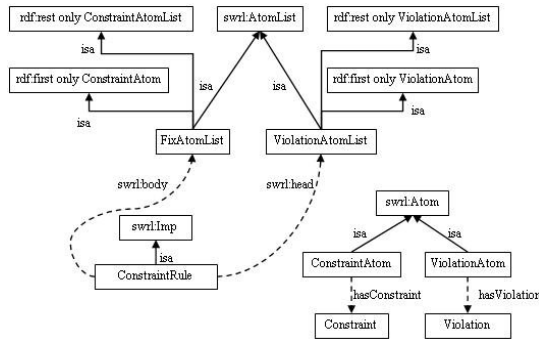 rdf:rest only ConstraintAtomList
swrl:AtomList
rdf:rest only ViolationAtomList
isa
isa
isa
isa
rdf:first only ConstraintAtom
rdf:first only ViolationAtom
isa
isa
FixAtomList
ViolationAtomList
swrl:body
swrl:head
swrl:Atom
swrl:Imp
isa
isa
isa
ConstraintRule
ConstraintAtom
ViolationAtom
hasConstraint
hasViolation
Constraint
Violation